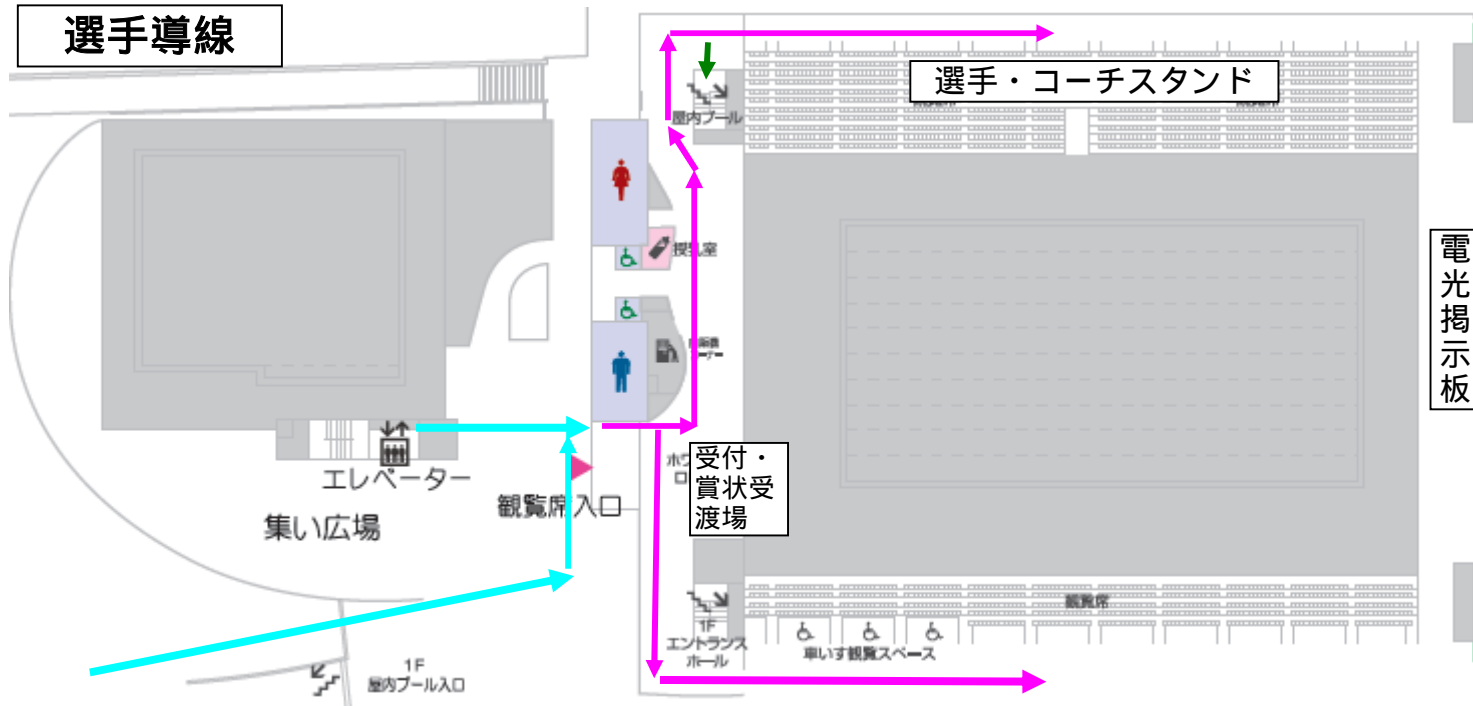 選手導線
選手・コーチスタンド
屋内プール
授乳室
電光掲示板
エレベーター
観覧席入口
集い広場
受付・
賞状受
渡場
観覧席
1F
エントランス
ホール
車いす観覧スペース
1F
屋内プール入口